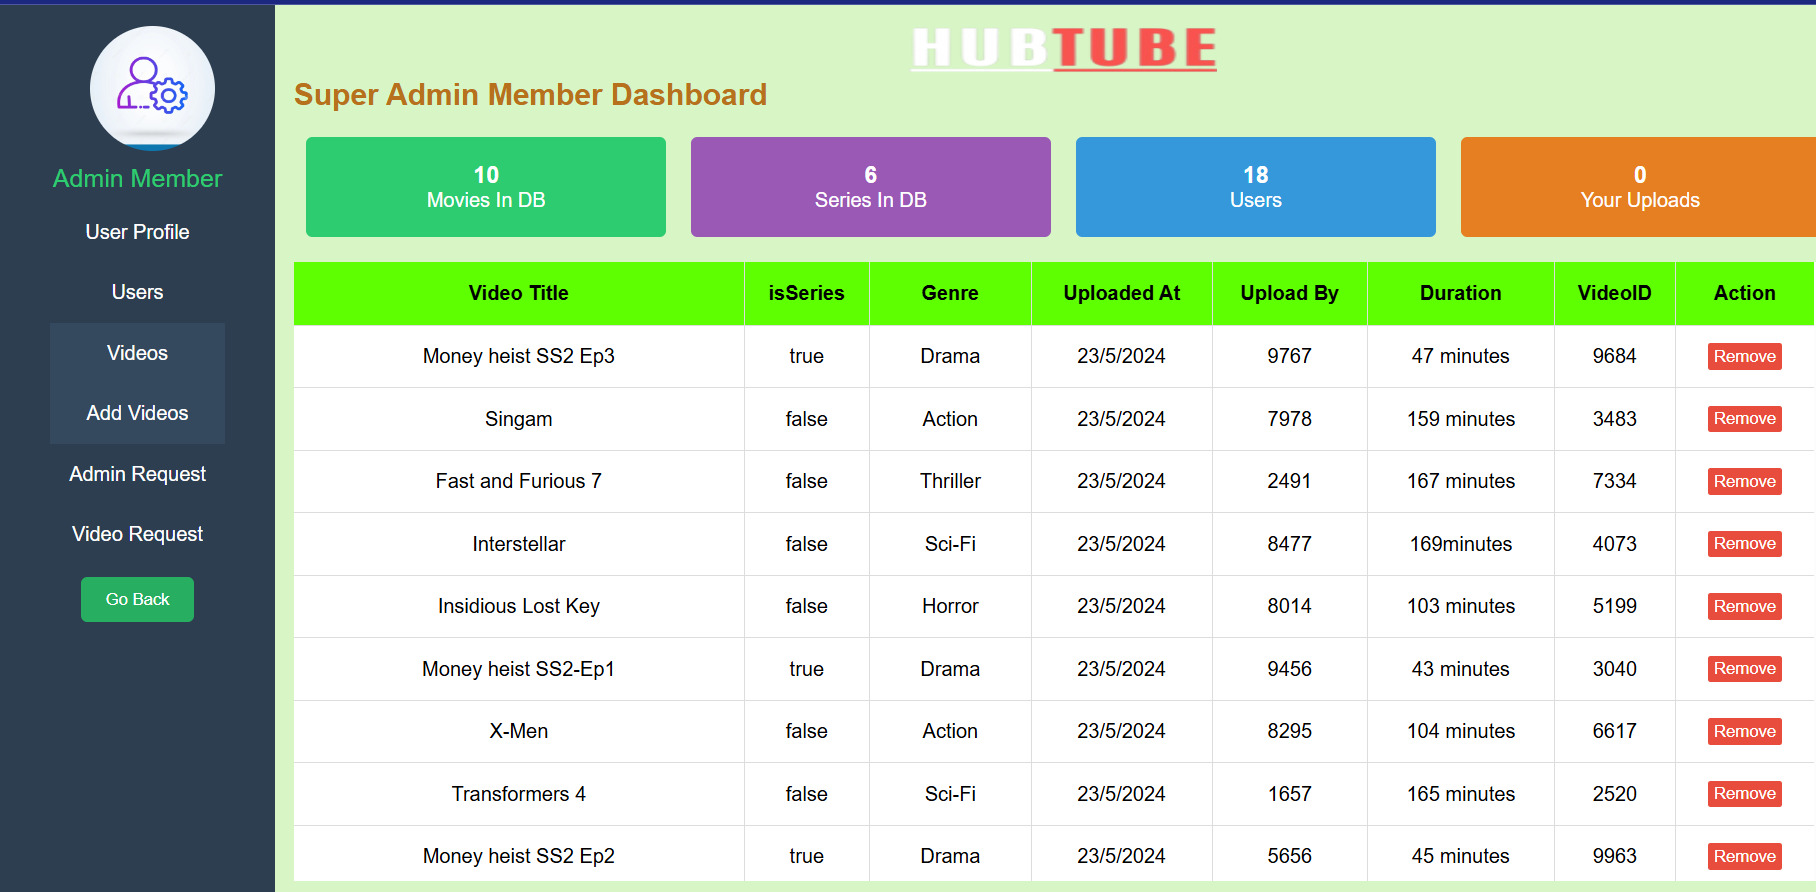 Admin Member
User Profile
Users
Videos
Add Videos
Admin Request
Video Request
Go Back
HUBTUBE
Super Admin Member Dashboard
10
Movies In DB
6
Series In DB
18
Users
0
Your Uploads
Video Title isSeries Genre Uploaded At Upload By Duration VideoID Action
Money heist SS2 Ep3 true Drama 23/5/2024 9767 47 minutes 9684 Remove
Singam false Action 23/5/2024 7978 159 minutes 3483 Remove
Fast and Furious 7 false Thriller 23/5/2024 2491 167 minutes 7334 Remove
Interstellar false Sci-Fi 23/5/2024 8477 169minutes 4073 Remove
Insidious Lost Key false Horror 23/5/2024 8014 103 minutes 5199 Remove
Money heist SS2-Ep1 true Drama 23/5/2024 9456 43 minutes 3040 Remove
X-Men false Action 23/5/2024 8295 104 minutes 6617 Remove
Transformers 4 false Sci-Fi 23/5/2024 1657 165 minutes 2520 Remove
Money heist SS2 Ep2 true Drama 23/5/2024 5656 45 minutes 9963 Remove